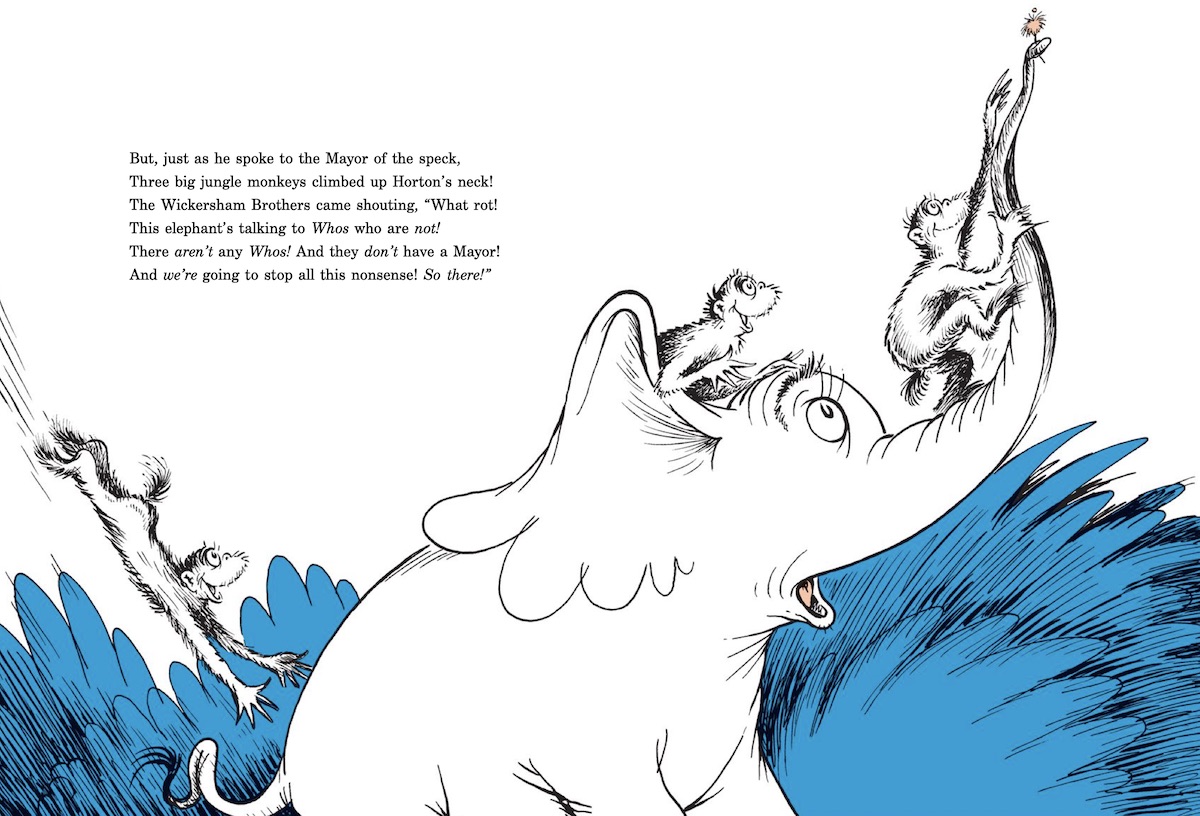 But, just as he spoke to the Mayor of the speck,
Three big jungle monkeys climbed up Horton’s neck!
The Wickersham Brothers came shouting, “What rot!
This elephant’s talking to Whos who are not!
There aren’t any Whos! And they don’t have a Mayor!
And we’re going to stop all this nonsense! So there!”